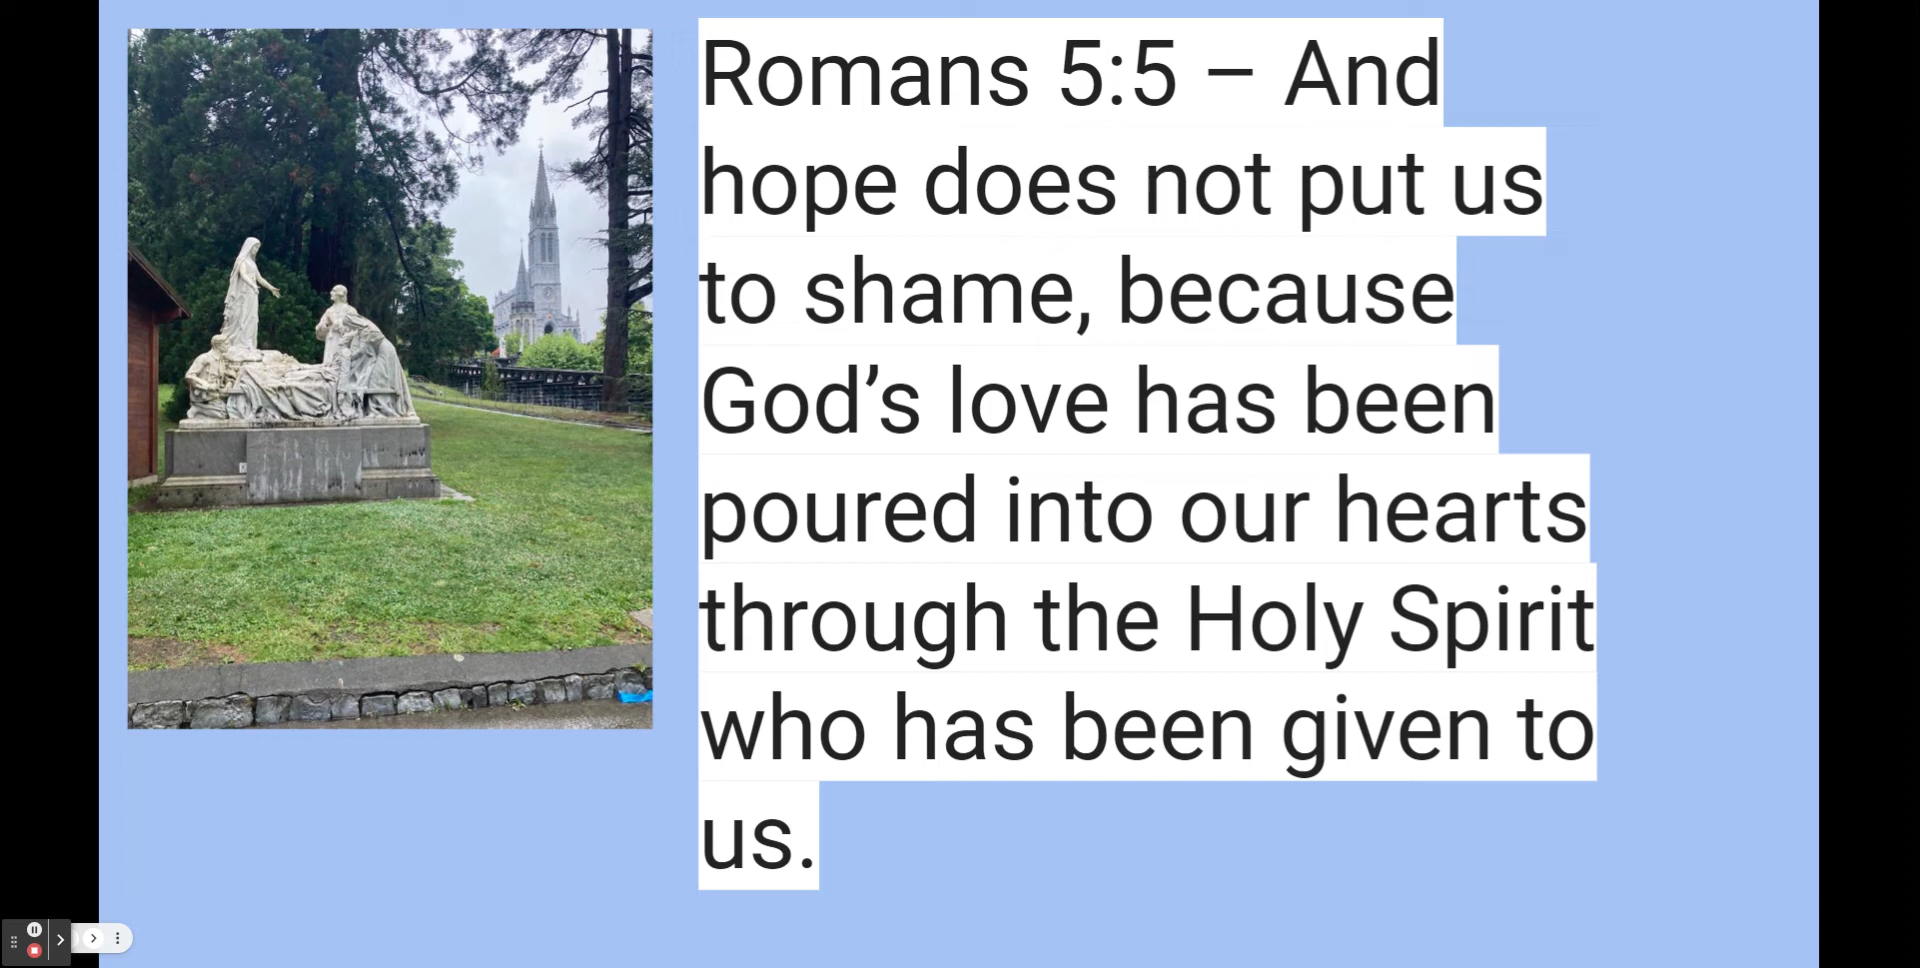 Romans 5:5 – And
hope does not put us
to shame, because
God’s love has been
poured into our hearts
through the Holy Spirit
who has been given to
us.